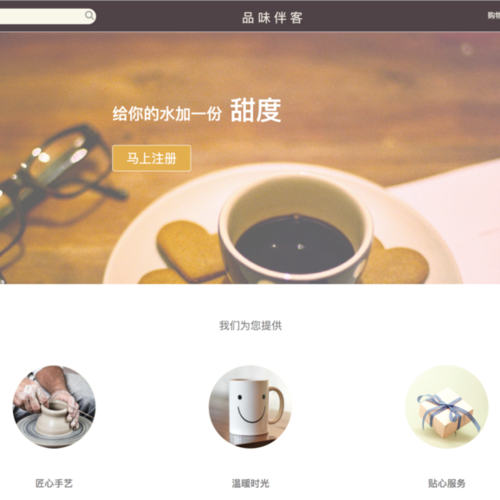 品味伴客
购物
给你的水加一份 甜度
马上注册
我们为您提供
匠心手艺
温暖时光
贴心服务